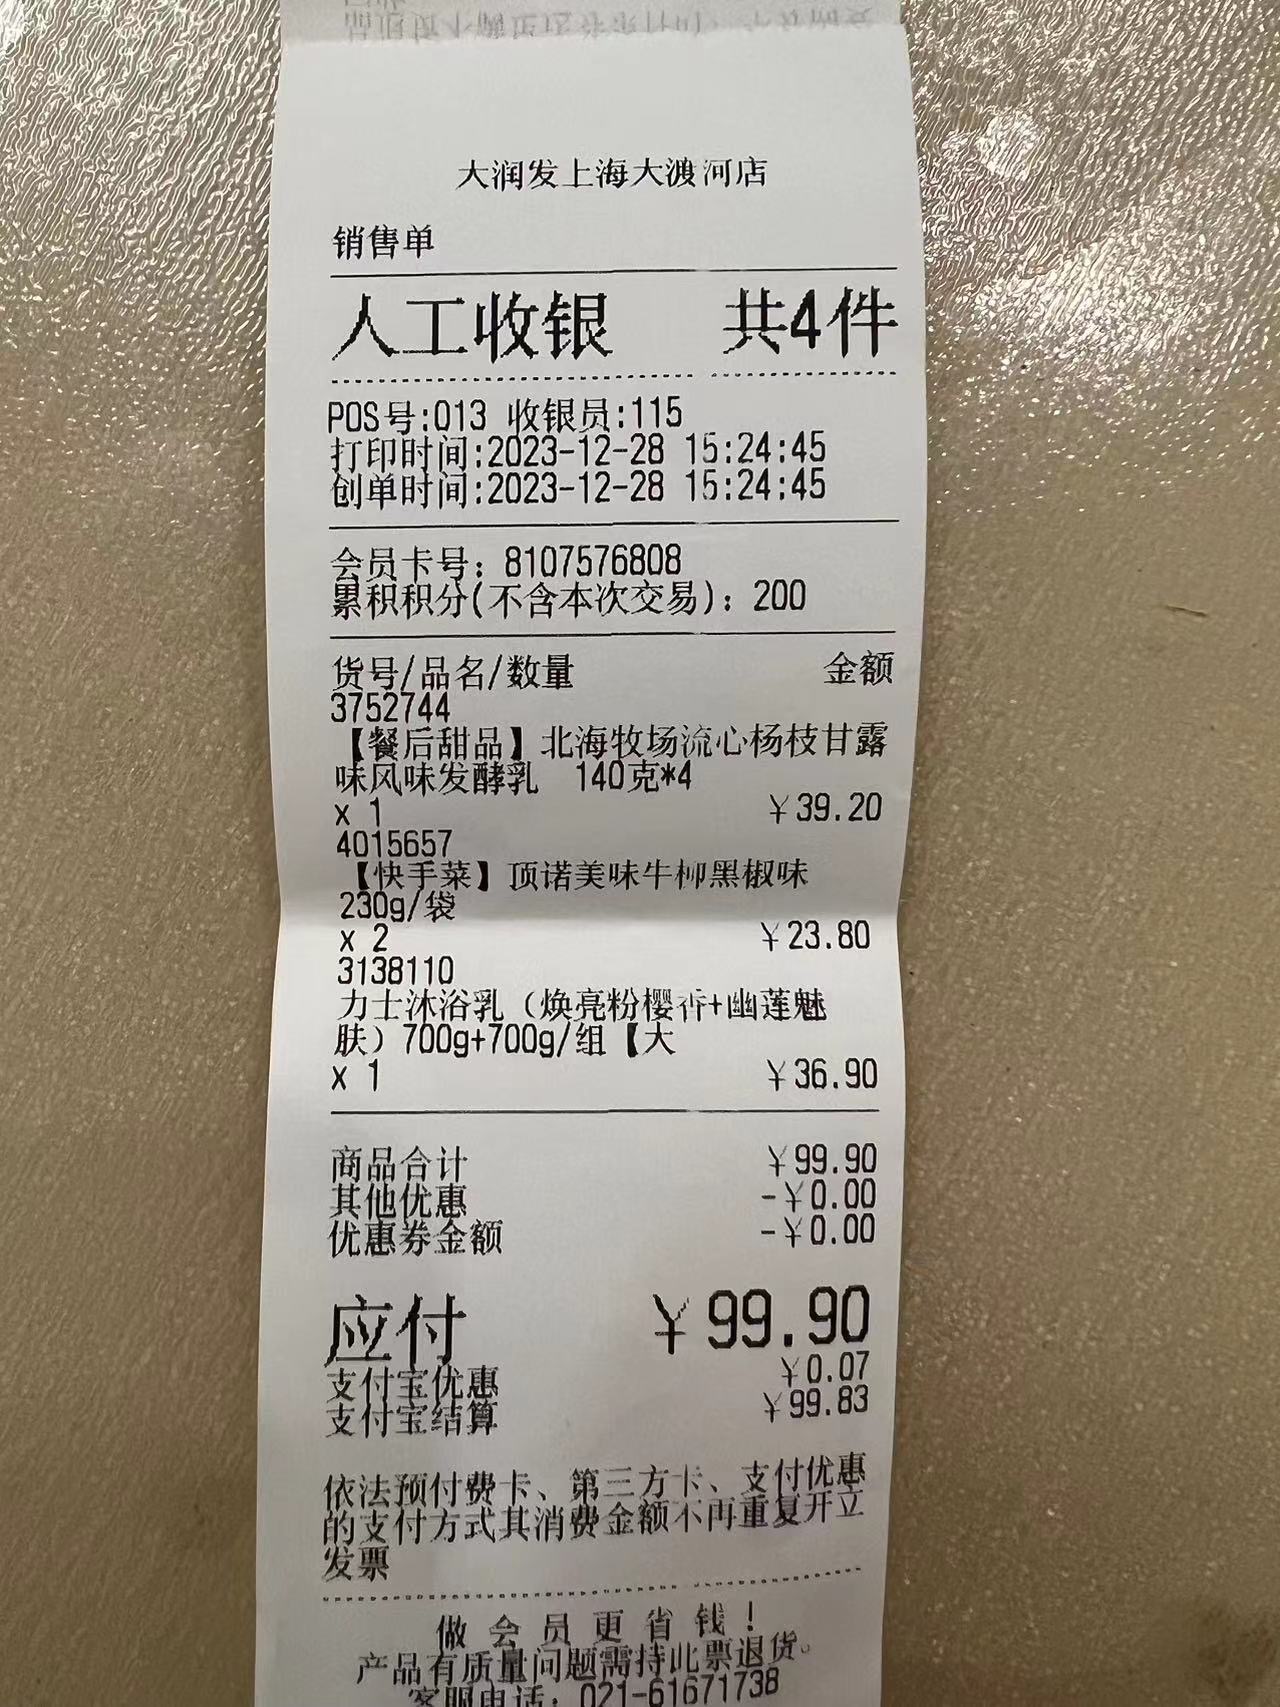 大润发上海大渡河店
销售单
人工收银 共4件
POS号:013 收银员:115
打印时间:2023-12-28 15:24:45
创单时间:2023-12-28 15:24:45
会员卡号：8107576808
累积积分(不含本次交易)：200
货号/品名/数量 金额
3752744
【餐后甜品】北海牧场流心杨枝甘露
味风味发酵乳 140克*4
x 1 ￥39.20
4015657
【快手菜】顶诺美味牛柳黑椒味
230g/袋
x 2 ￥23.80
3138110
力士沐浴乳（焕亮粉樱香+幽莲魅
肤）700g+700g/组【大
x 1 ￥36.90
商品合计 ￥99.90
其他优惠 -￥0.00
优惠券金额 -￥0.00
应付 ￥99.90
支付宝优惠 ￥0.07
支付宝结算 ￥99.83
依法预付费卡、第三方卡、支付优惠
的支付方式其消费金额不再重复开立
发票
做会员更省钱！
产品有质量问题需持此票退货。
客服电话：021-61671738